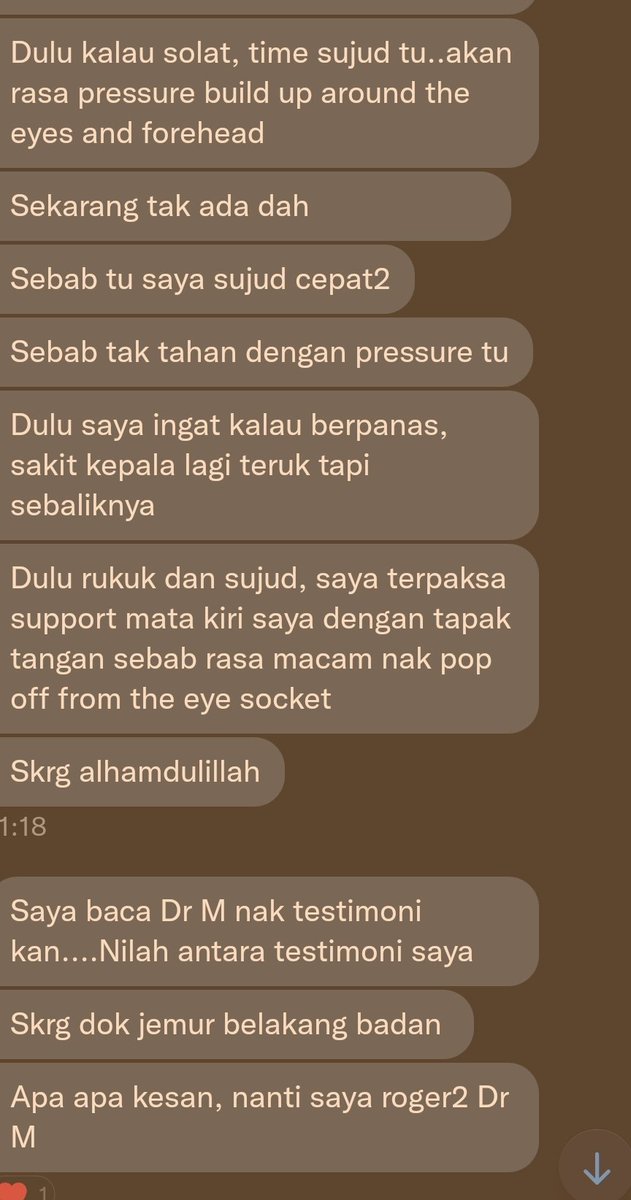 Dulu kalau solat, time sujud tu..akan
rasa pressure build up around the
eyes and forehead
Sekarang tak ada dah
Sebab tu saya sujud cepat2
Sebab tak tahan dengan pressure tu
Dulu saya ingat kalau berpanas,
sakit kepala lagi teruk tapi
sebaliknya
Dulu rukuk dan sujud, saya terpaksa
support mata kiri saya dengan tapak
tangan sebab rasa macam nak pop
off from the eye socket
Skrg alhamdulillah
1:18
Saya baca Dr M nak testimoni
kan....Nilah antara testimoni saya
Skrg dok jemur belakang badan
Apa apa kesan, nanti saya roger2 Dr
M
1